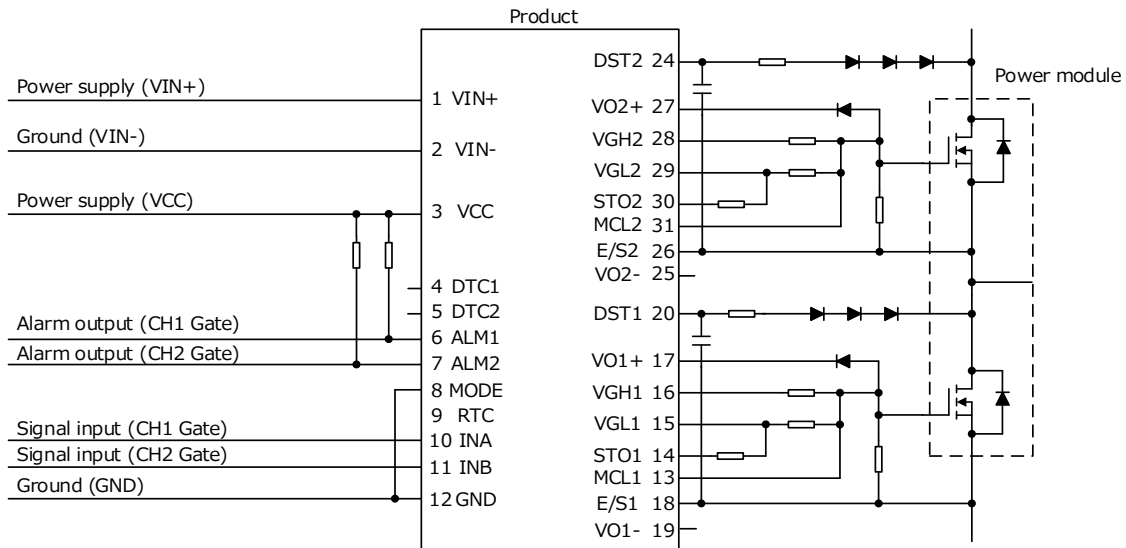 Product
Power supply (VIN+)
1 VIN+
Ground (VIN-)
2 VIN-
Power supply (VCC)
3 VCC
4 DTC1
5 DTC2
Alarm output (CH1 Gate)
6 ALM1
Alarm output (CH2 Gate)
7 ALM2
8 MODE
9 RTC
Signal input (CH1 Gate)
10 INA
Signal input (CH2 Gate)
11 INB
Ground (GND)
12 GND
DST2 24
VO2+ 27
VGH2 28
VGL2 29
STO2 30
MCL2 31
E/S2 26
VO2- 25
DST1 20
VO1+ 17
VGH1 16
VGL1 15
STO1 14
MCL1 13
E/S1 18
VO1- 19
Power module